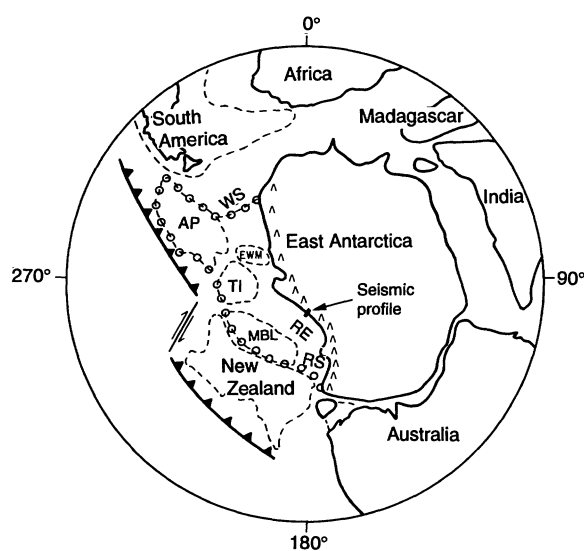 0°
Africa
South
America
Madagascar
India
WS
AP
EWM
East Antarctica
270°
90°
TI
Seismic
profile
RE
MBL
RS
New
Zealand
Australia
180°